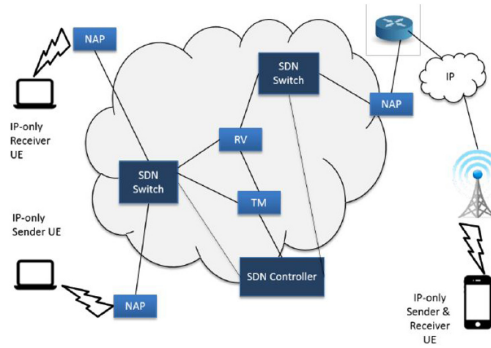 NAP
SDN
Switch
IP
IP-only
Receiver
UE
NAP
RV
SDN
Switch
IP-only
Sender UE
TM
SDN Controller
NAP
IP-only
Sender &
Receiver
UE